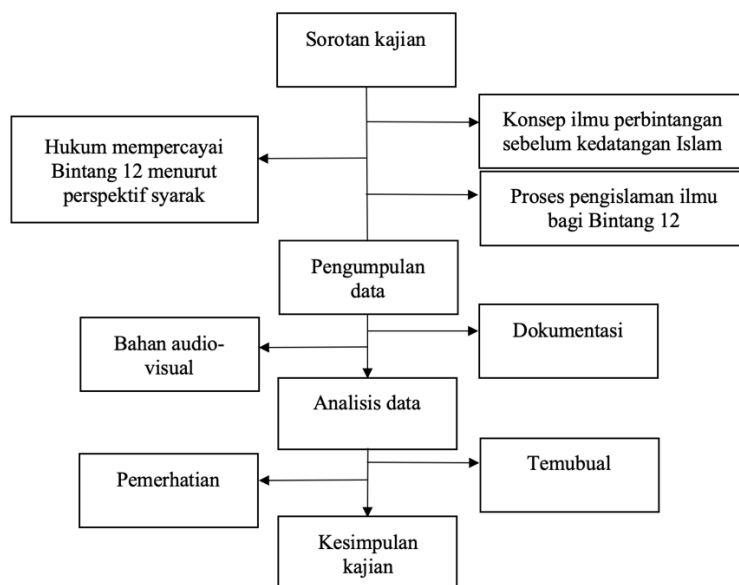 Sorotan kajian
Konsep ilmu perbintangan
sebelum kedatangan Islam
Hukum mempercayai
Bintang 12 menurut
perspektif syarak
Proses pengislaman ilmu
bagi Bintang 12
Pengumpulan
data
Dokumentasi
Bahan audio-
visual
Analisis data
Temubual
Pemerhatian
Kesimpulan
kajian